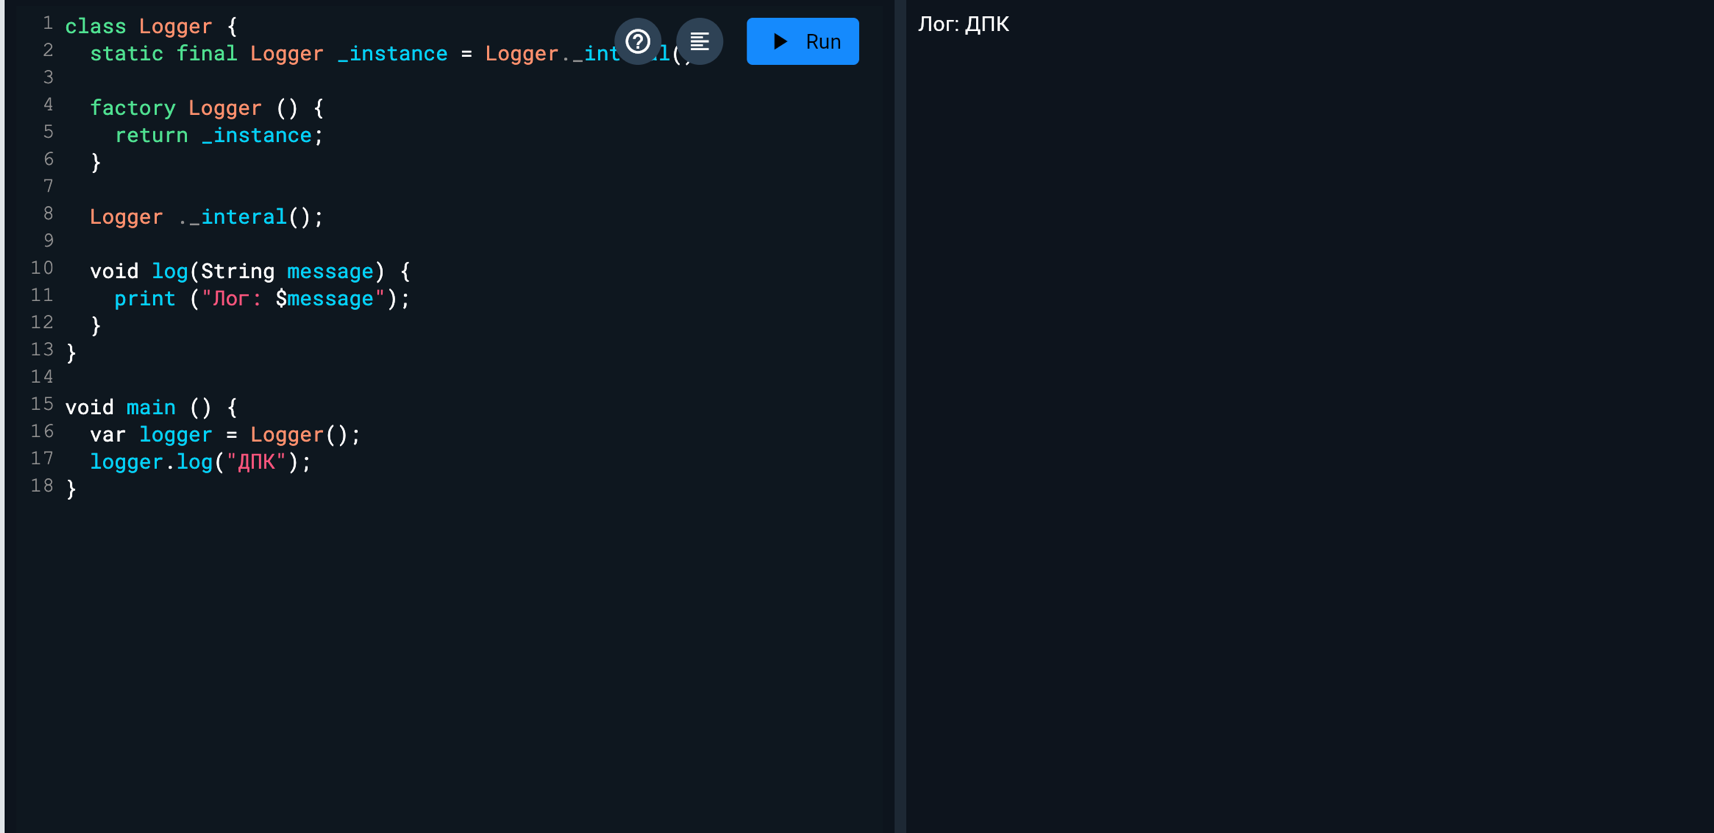 1 class Logger {
2 static final Logger _instance = Logger.
3
4 factory Logger () {
5 return _instance;
6 }
7
8 Logger ._interal();
9
10 void log(String message) {
11 print ("Лог: $message");
12 }
13 }
14
15 void main () {
16 var logger = Logger();
17 logger.log("ДПК");
18 }
Run
Лог: ДПК